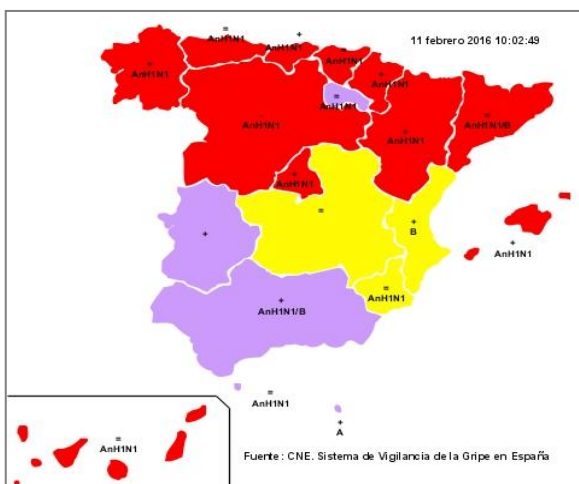 11 febrero 2016 10:02:49
=
AnH1N1
+
AnH1N1
=
AnH1N1
=
AnH1N1
+
AnH1N1
=
AnH1N1
-
+
AnH1N1
=
AnH1N1/B
+
AnH1N1
=
+
B
+
AnH1N1
+
=
AnH1N1
+
AnH1N1/B
=
AnH1N1
+
A
=
AnH1N1
Fuente: CNE. Sistema de Vigilancia de la Gripe en España